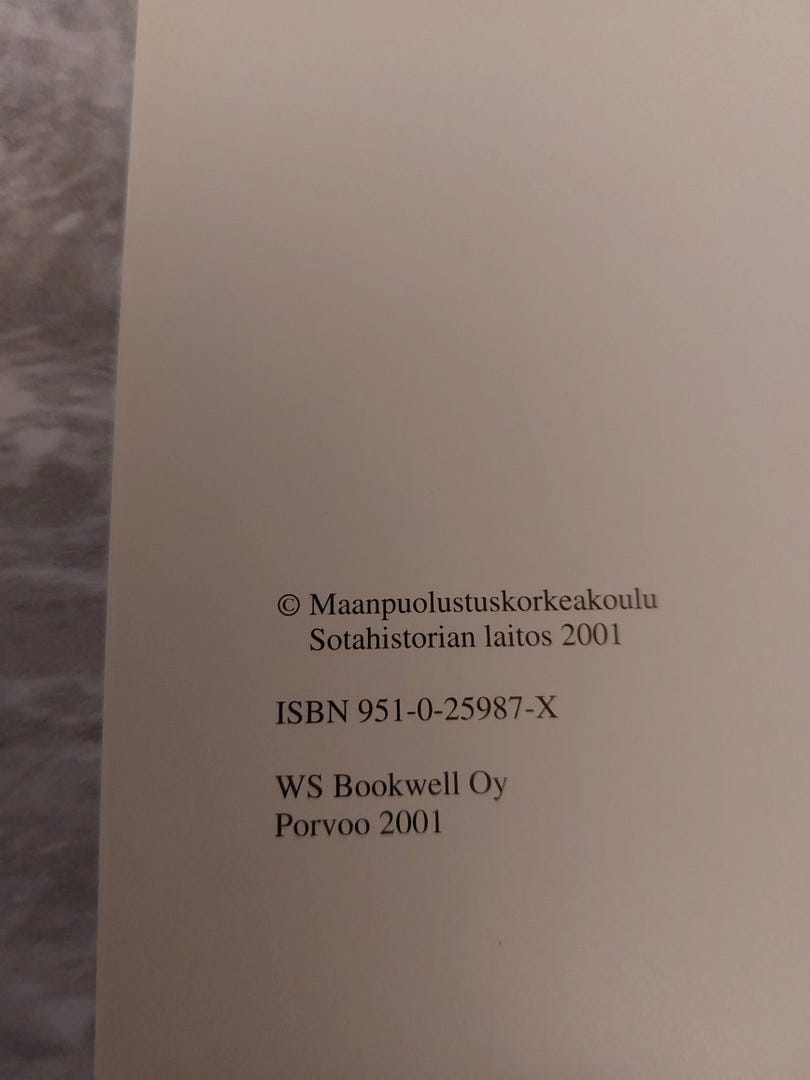 © Maanpuolustuskorkeakoulu
Sotahistorian laitos 2001
ISBN 951-0-25987-X
WS Bookwell Oy
Porvoo 2001